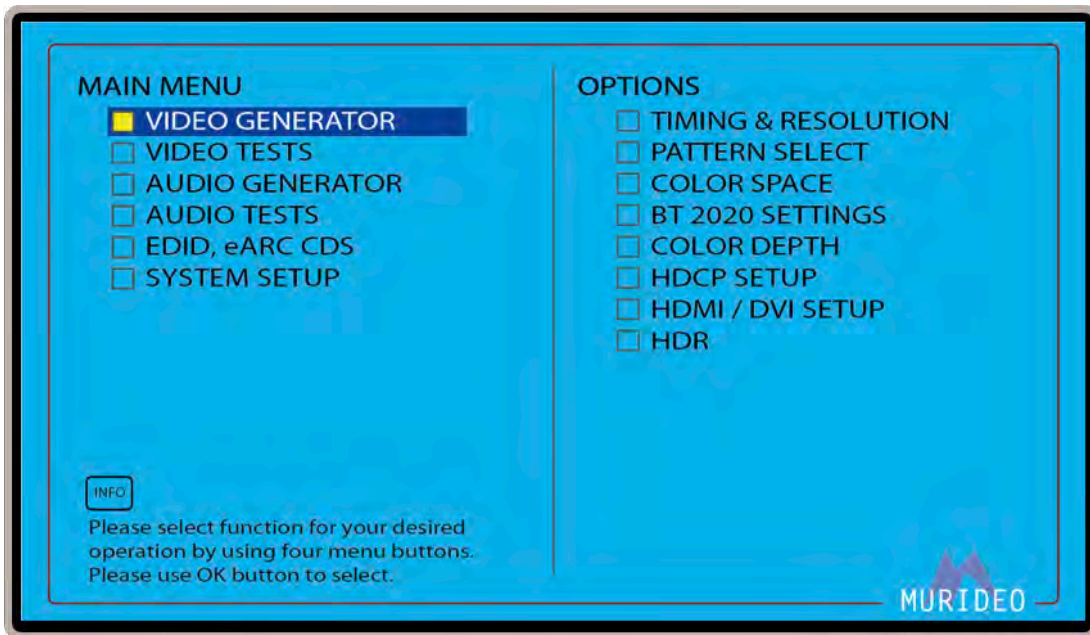 MAIN MENU
VIDEO GENERATOR
VIDEO TESTS
AUDIO GENERATOR
AUDIO TESTS
EDID, eARC CDS
SYSTEM SETUP
INFO
Please select function for your desired
operation by using four menu buttons.
Please use OK button to select.
OPTIONS
TIMING & RESOLUTION
PATTERN SELECT
COLOR SPACE
BT 2020 SETTINGS
COLOR DEPTH
HDCP SETUP
HDMI / DVI SETUP
HDR
MURIDEO